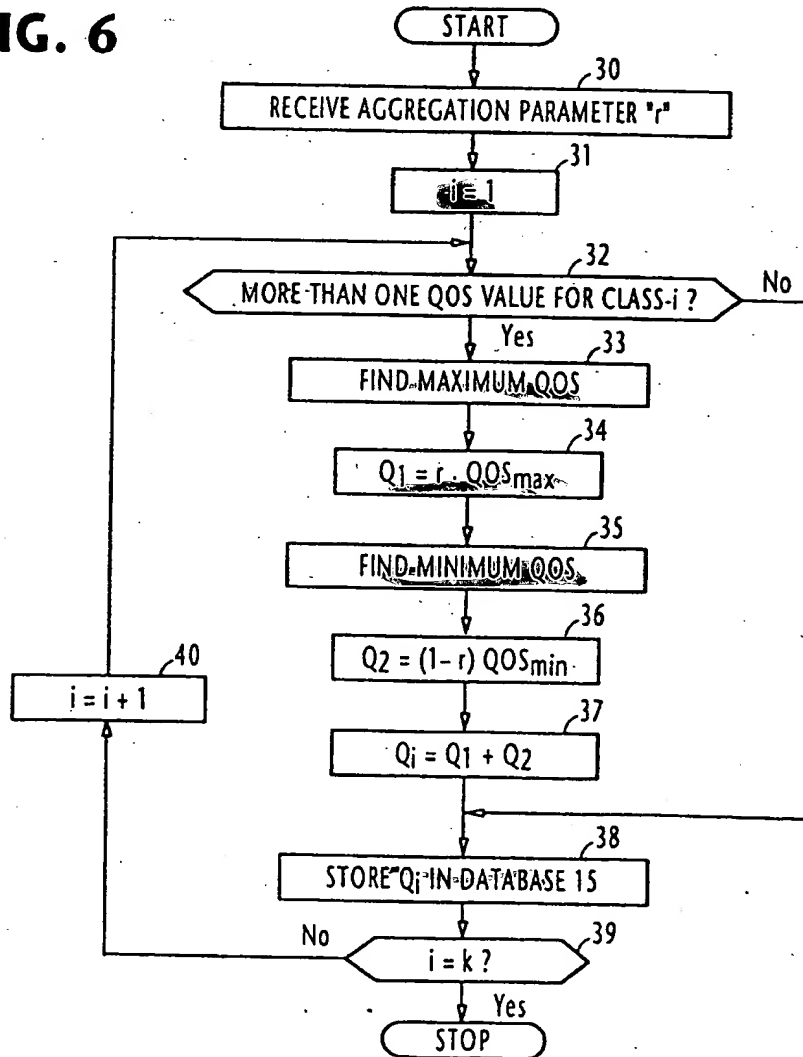 IG. 6
START
30
RECEIVE AGGREGATION PARAMETER "r"
31
i = 1
32
MORE THAN ONE QOS VALUE FOR CLASS-i ?
No
Yes
33
FIND MAXIMUM QOS
34
Q1 = r . QOSmax
35
FIND MINIMUM QOS
36
Q2 = (1– r) QOSmin
37
Qi = Q1 + Q2
40
i = i + 1
38
STORE Qi IN DATABASE 15
39
No
i = k ?
Yes
STOP